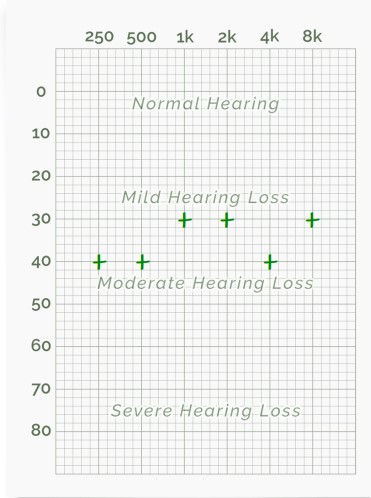 250 500 1k 2k 4k 8k
0
Normal Hearing
10
20
Mild Hearing Loss
30
40
Moderate Hearing Loss
50
60
70
Severe Hearing Loss
80